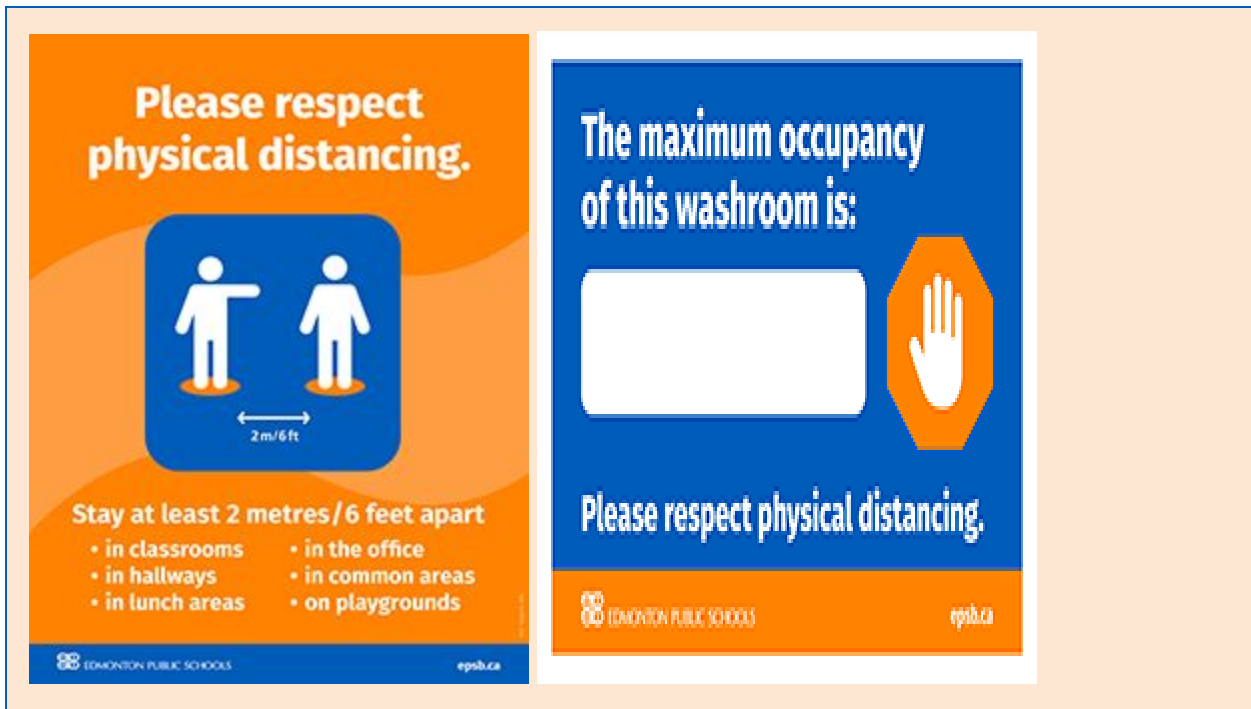 Please respect
physical distancing.
2m/6ft
Stay at least 2 metres/6 feet apart
• in classrooms
• in hallways
• in lunch areas
• in the office
• in common areas
• on playgrounds
EDMONTON PUBLIC SCHOOLS
epsb.ca
The maximum occupancy
of this washroom is:
Please respect physical distancing.
EDMONTON PUBLIC SCHOOLS
epsb.ca